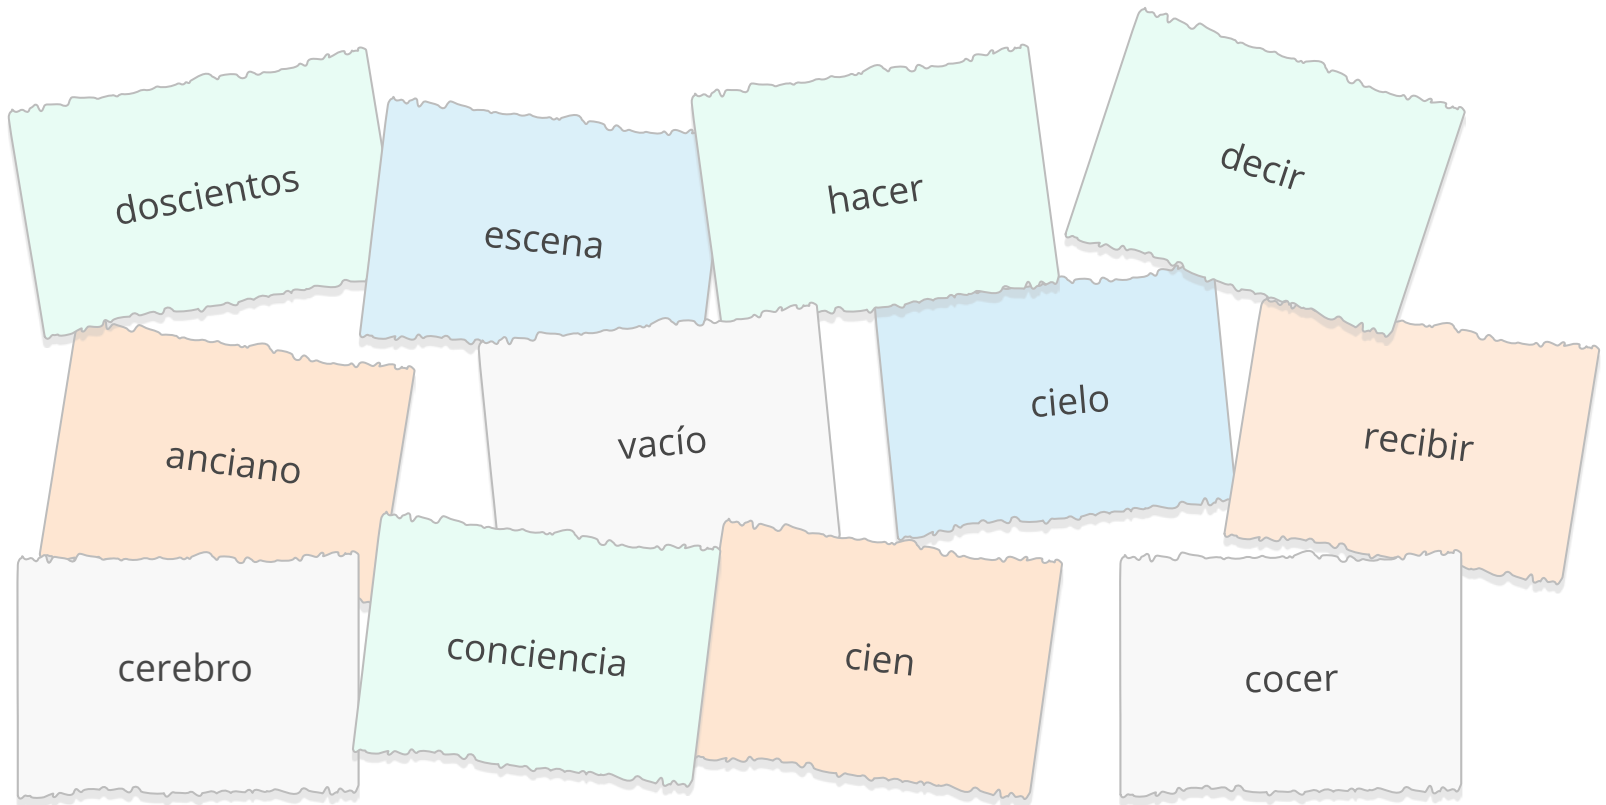 doscientos
escena
hacer
decir
anciano
vacío
cielo
recibir
cerebro
conciencia
cien
cocer